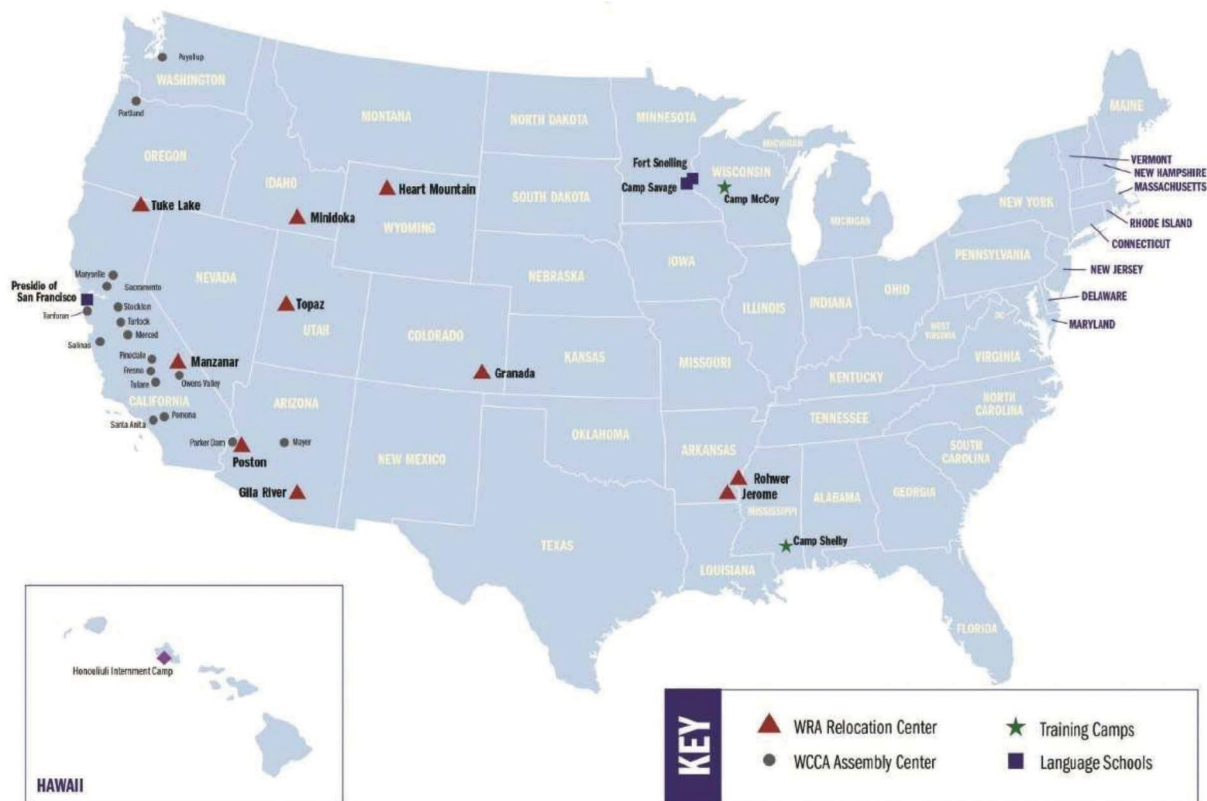 Puyallup
WASHINGTON
Portland
OREGON
MONTANA
IDAHO
NORTH DAKOTA
MINNESOTA
MICHIGAN
MAINE
VERMONT
NEW HAMPSHIRE
MASSACHUSETTS
Fort Snelling
Camp Savage
WISCONSIN
Camp McCoy
Heart Mountain
Tuke Lake
Minidoka
SOUTH DAKOTA
WYOMING
MICHIGAN
NEW YORK
RHODE ISLAND
CONNECTICUT
PENNSYLVANIA
NEW JERSEY
IOWA
NEVADA
NEBRASKA
Marysville
Sacramento
Presidio of
San Francisco
Tanforan
Stockton
Turlock
Merced
Salinas
Topaz
UTAH
COLORADO
ILLINOIS
INDIANA
OHIO
DELAWARE
DC
MARYLAND
WEST
VIRGINIA
VIRGINIA
KANSAS
MISSOURI
KENTUCKY
Pinedale
Fresno
Tulare
Manzanar
Owens Valley
Granada
CALIFORNIA
Pomona
Santa Anita
ARIZONA
Parker Dam
Mayer
Poston
Gila River
NEW MEXICO
OKLAHOMA
ARKANSAS
TENNESSEE
NORTH
CAROLINA
SOUTH
CAROLINA
Rohwer
Jerome
MISSISSIPPI
ALABAMA
GEORGIA
TEXAS
Camp Shelby
LOUISIANA
FLORIDA
Honouliuli Internment Camp
HAWAII
KEY
WRA Relocation Center
Training Camps
WCCA Assembly Center
Language Schools